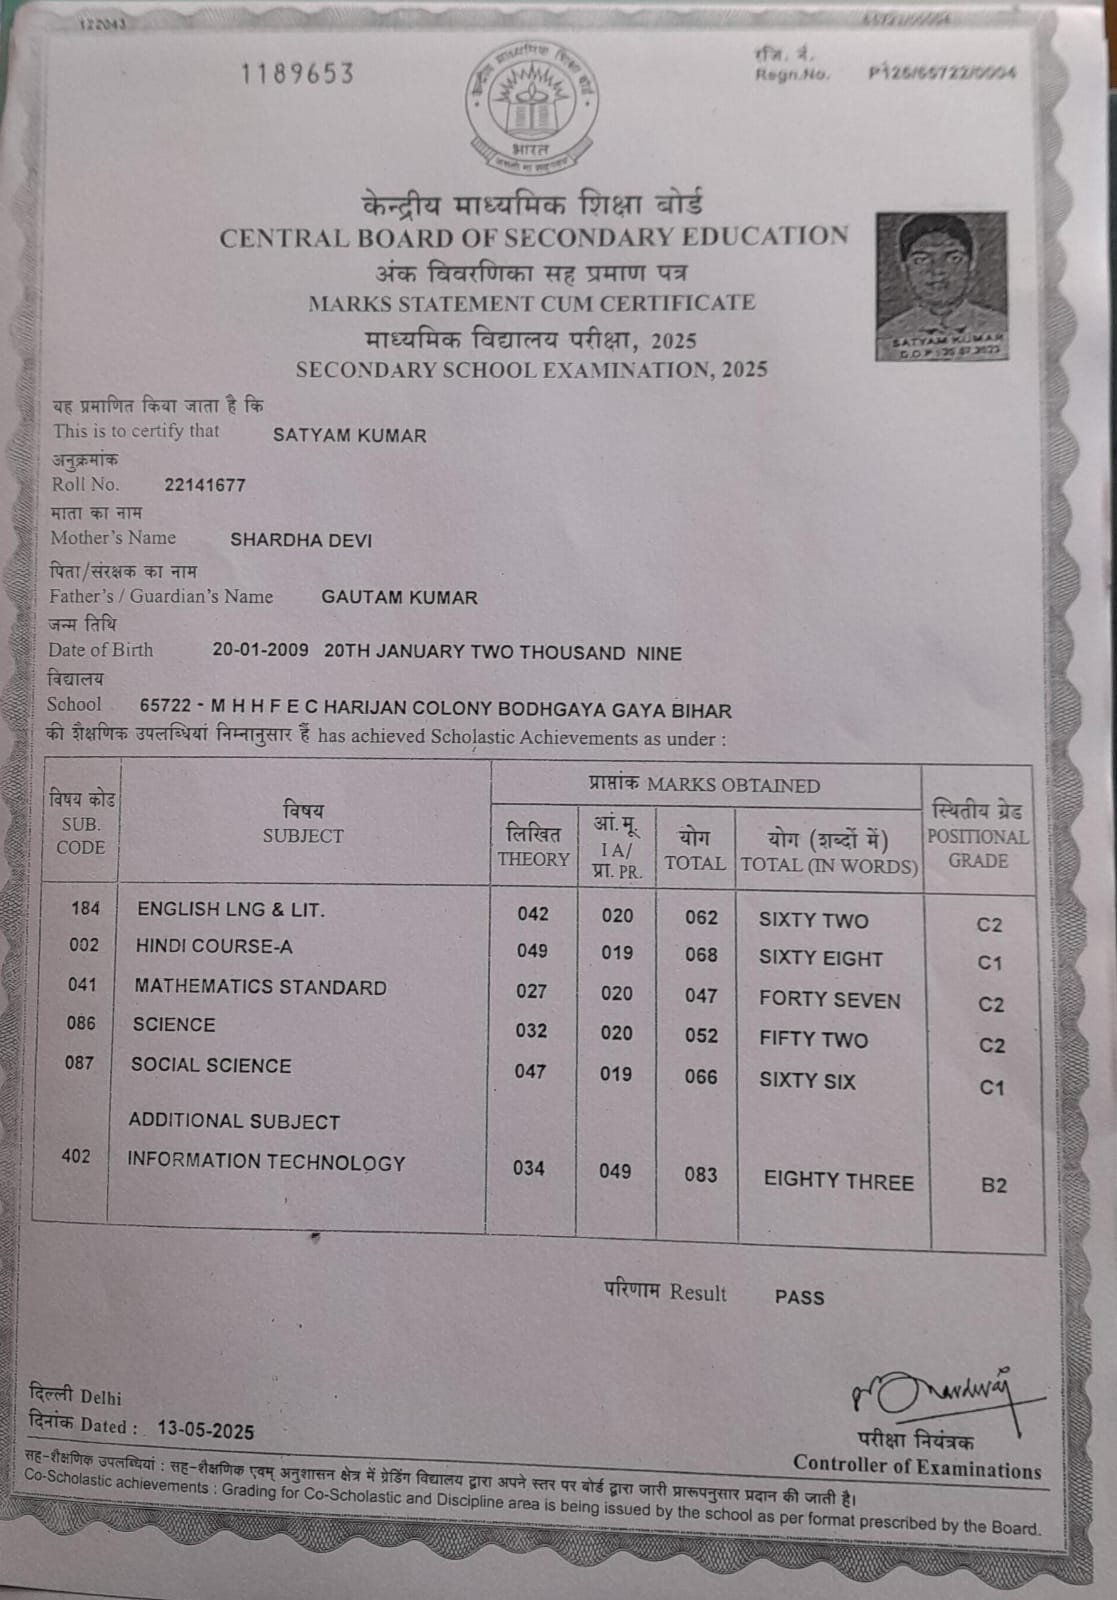 122043
65722/0004
1189653
रजि. नं.
Regn.No. P125/65722/0004
केन्द्रीय माध्यमिक शिक्षा बोर्ड
भारत
केन्द्रीय माध्यमिक शिक्षा बोर्ड
CENTRAL BOARD OF SECONDARY EDUCATION
अंक विवरणिका सह प्रमाण पत्र
MARKS STATEMENT CUM CERTIFICATE
माध्यमिक विद्यालय परीक्षा, 2025
SECONDARY SCHOOL EXAMINATION, 2025
SATYAM KUMAR
यह प्रमाणित किया जाता है कि
This is to certify that SATYAM KUMAR
अनुक्रमांक
Roll No. 22141677
माता का नाम
Mother's Name SHARDHA DEVI
पिता/संरक्षक का नाम
Father's / Guardian's Name GAUTAM KUMAR
जन्म तिथि
Date of Birth 20-01-2009 20TH JANUARY TWO THOUSAND NINE
विद्यालय
School 65722 - M H H F E C HARIJAN COLONY BODHGAYA GAYA BIHAR
की शैक्षणिक उपलब्धियां निम्नानुसार हैं has achieved Scholastic Achievements as under :
विषय कोड SUB. CODE विषय SUBJECT प्राप्तांक MARKS OBTAINED स्थितीय ग्रेड POSITIONAL GRADE
लिखित THEORY आं.मू. I A/ प्रा. PR. योग TOTAL योग (शब्दों में) TOTAL (IN WORDS)
184 ENGLISH LNG & LIT. 042 020 062 SIXTY TWO C2
002 HINDI COURSE-A 049 019 068 SIXTY EIGHT C1
041 MATHEMATICS STANDARD 027 020 047 FORTY SEVEN C2
086 SCIENCE 032 020 052 FIFTY TWO C2
087 SOCIAL SCIENCE 047 019 066 SIXTY SIX C1
ADDITIONAL SUBJECT
402 INFORMATION TECHNOLOGY 034 049 083 EIGHTY THREE B2
परिणाम Result PASS
दिल्ली Delhi
दिनांक Dated : 13-05-2025
परीक्षा नियंत्रक
Controller of Examinations
सह-शैक्षणिक उपलब्धियां : सह-शैक्षणिक एवम् अनुशासन क्षेत्र में ग्रेडिंग विद्यालय द्वारा अपने स्तर पर बोर्ड द्वारा जारी प्रारूपनुसार प्रदान की जाती है।
Co-Scholastic achievements : Grading for Co-Scholastic and Discipline area is being issued by the school as per format prescribed by the Board.